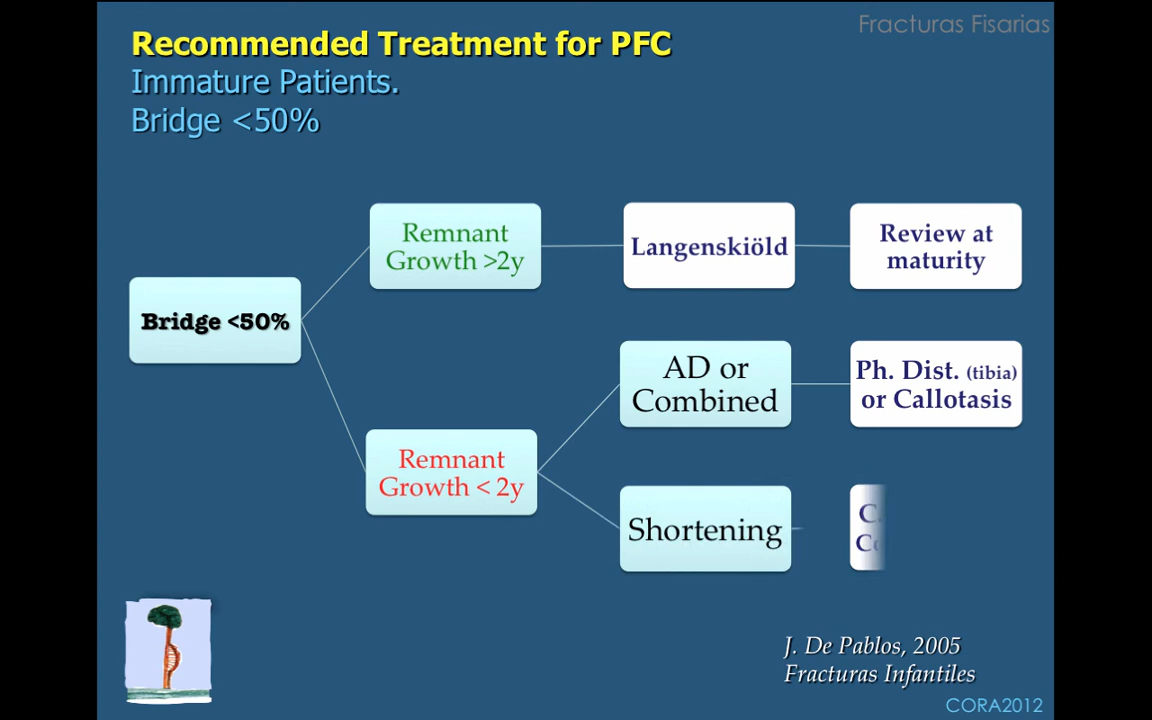 Fracturas Fisarias
Recommended Treatment for PFC
Immature Patients.
Bridge <50%
Bridge <50%
Remnant
Growth >2y
Langenskiöld
Review at
maturity
Remnant
Growth < 2y
AD or
Combined
Ph. Dist. (tibia)
or Callotasis
Shortening
J. De Pablos, 2005
Fracturas Infantiles
CORA2012